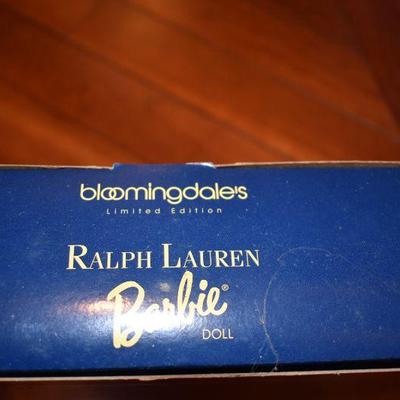 bloomingdale's
Limited Edition
RALPH LAUREN
Barbie®
DOLL